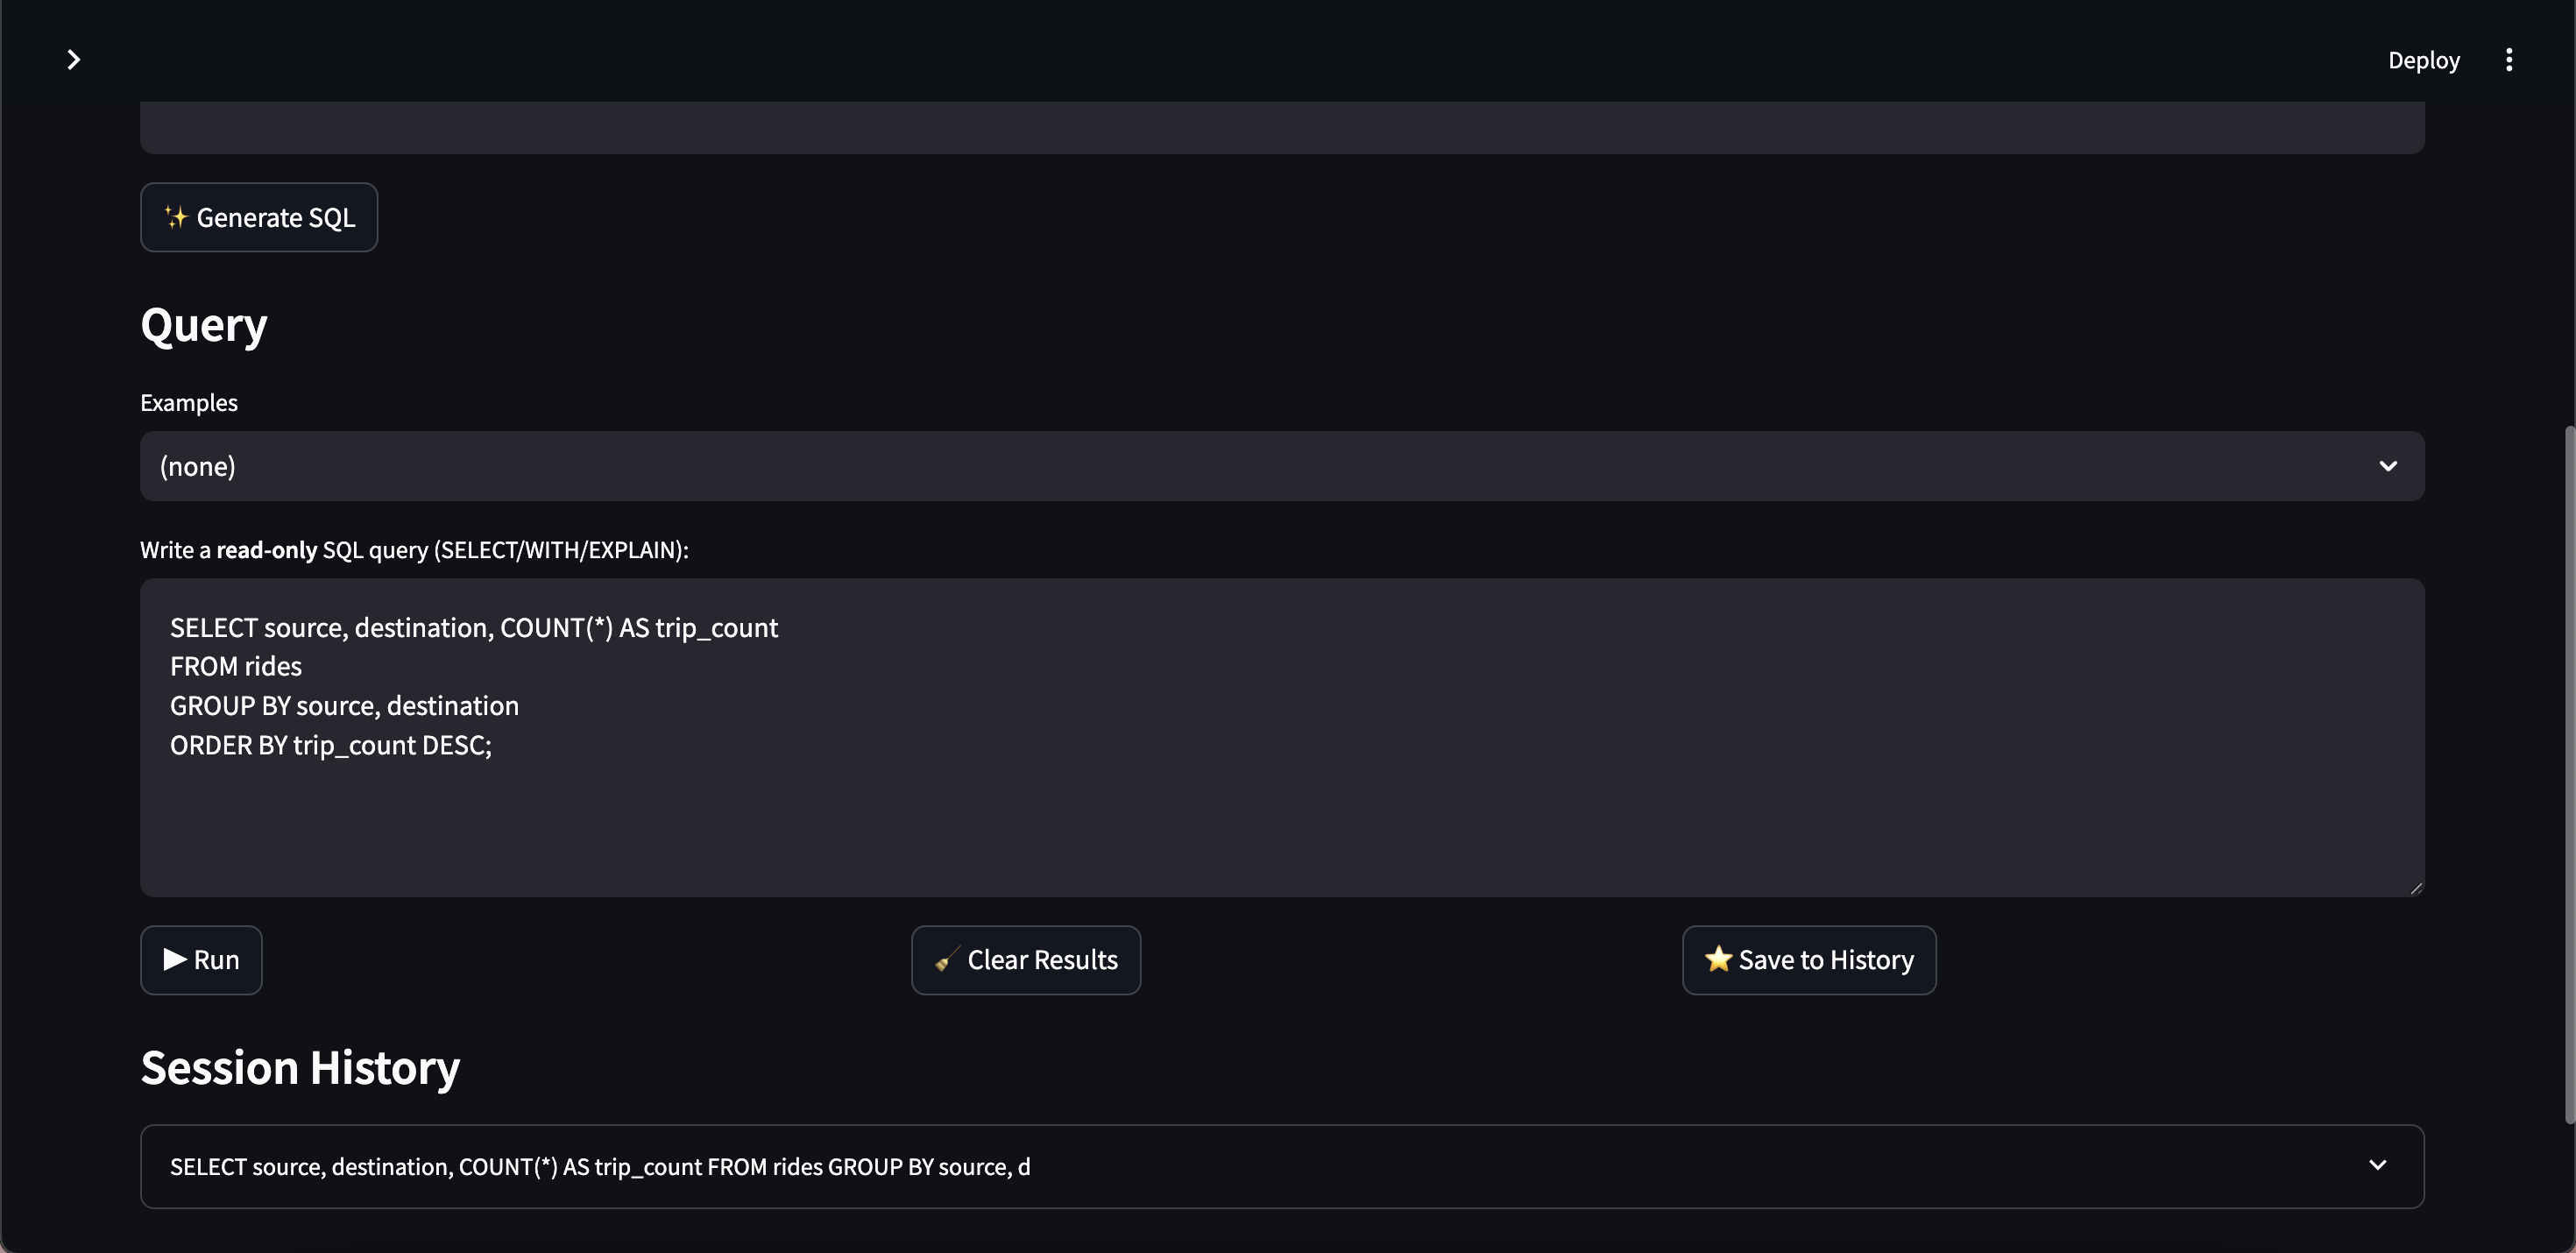 Deploy
✨ Generate SQL
Query
Examples
(none)
Write a read-only SQL query (SELECT/WITH/EXPLAIN):
SELECT source, destination, COUNT(*) AS trip_count
FROM rides
GROUP BY source, destination
ORDER BY trip_count DESC;
▶ Run
🧹 Clear Results
⭐ Save to History
Session History
SELECT source, destination, COUNT(*) AS trip_count FROM rides GROUP BY source, d